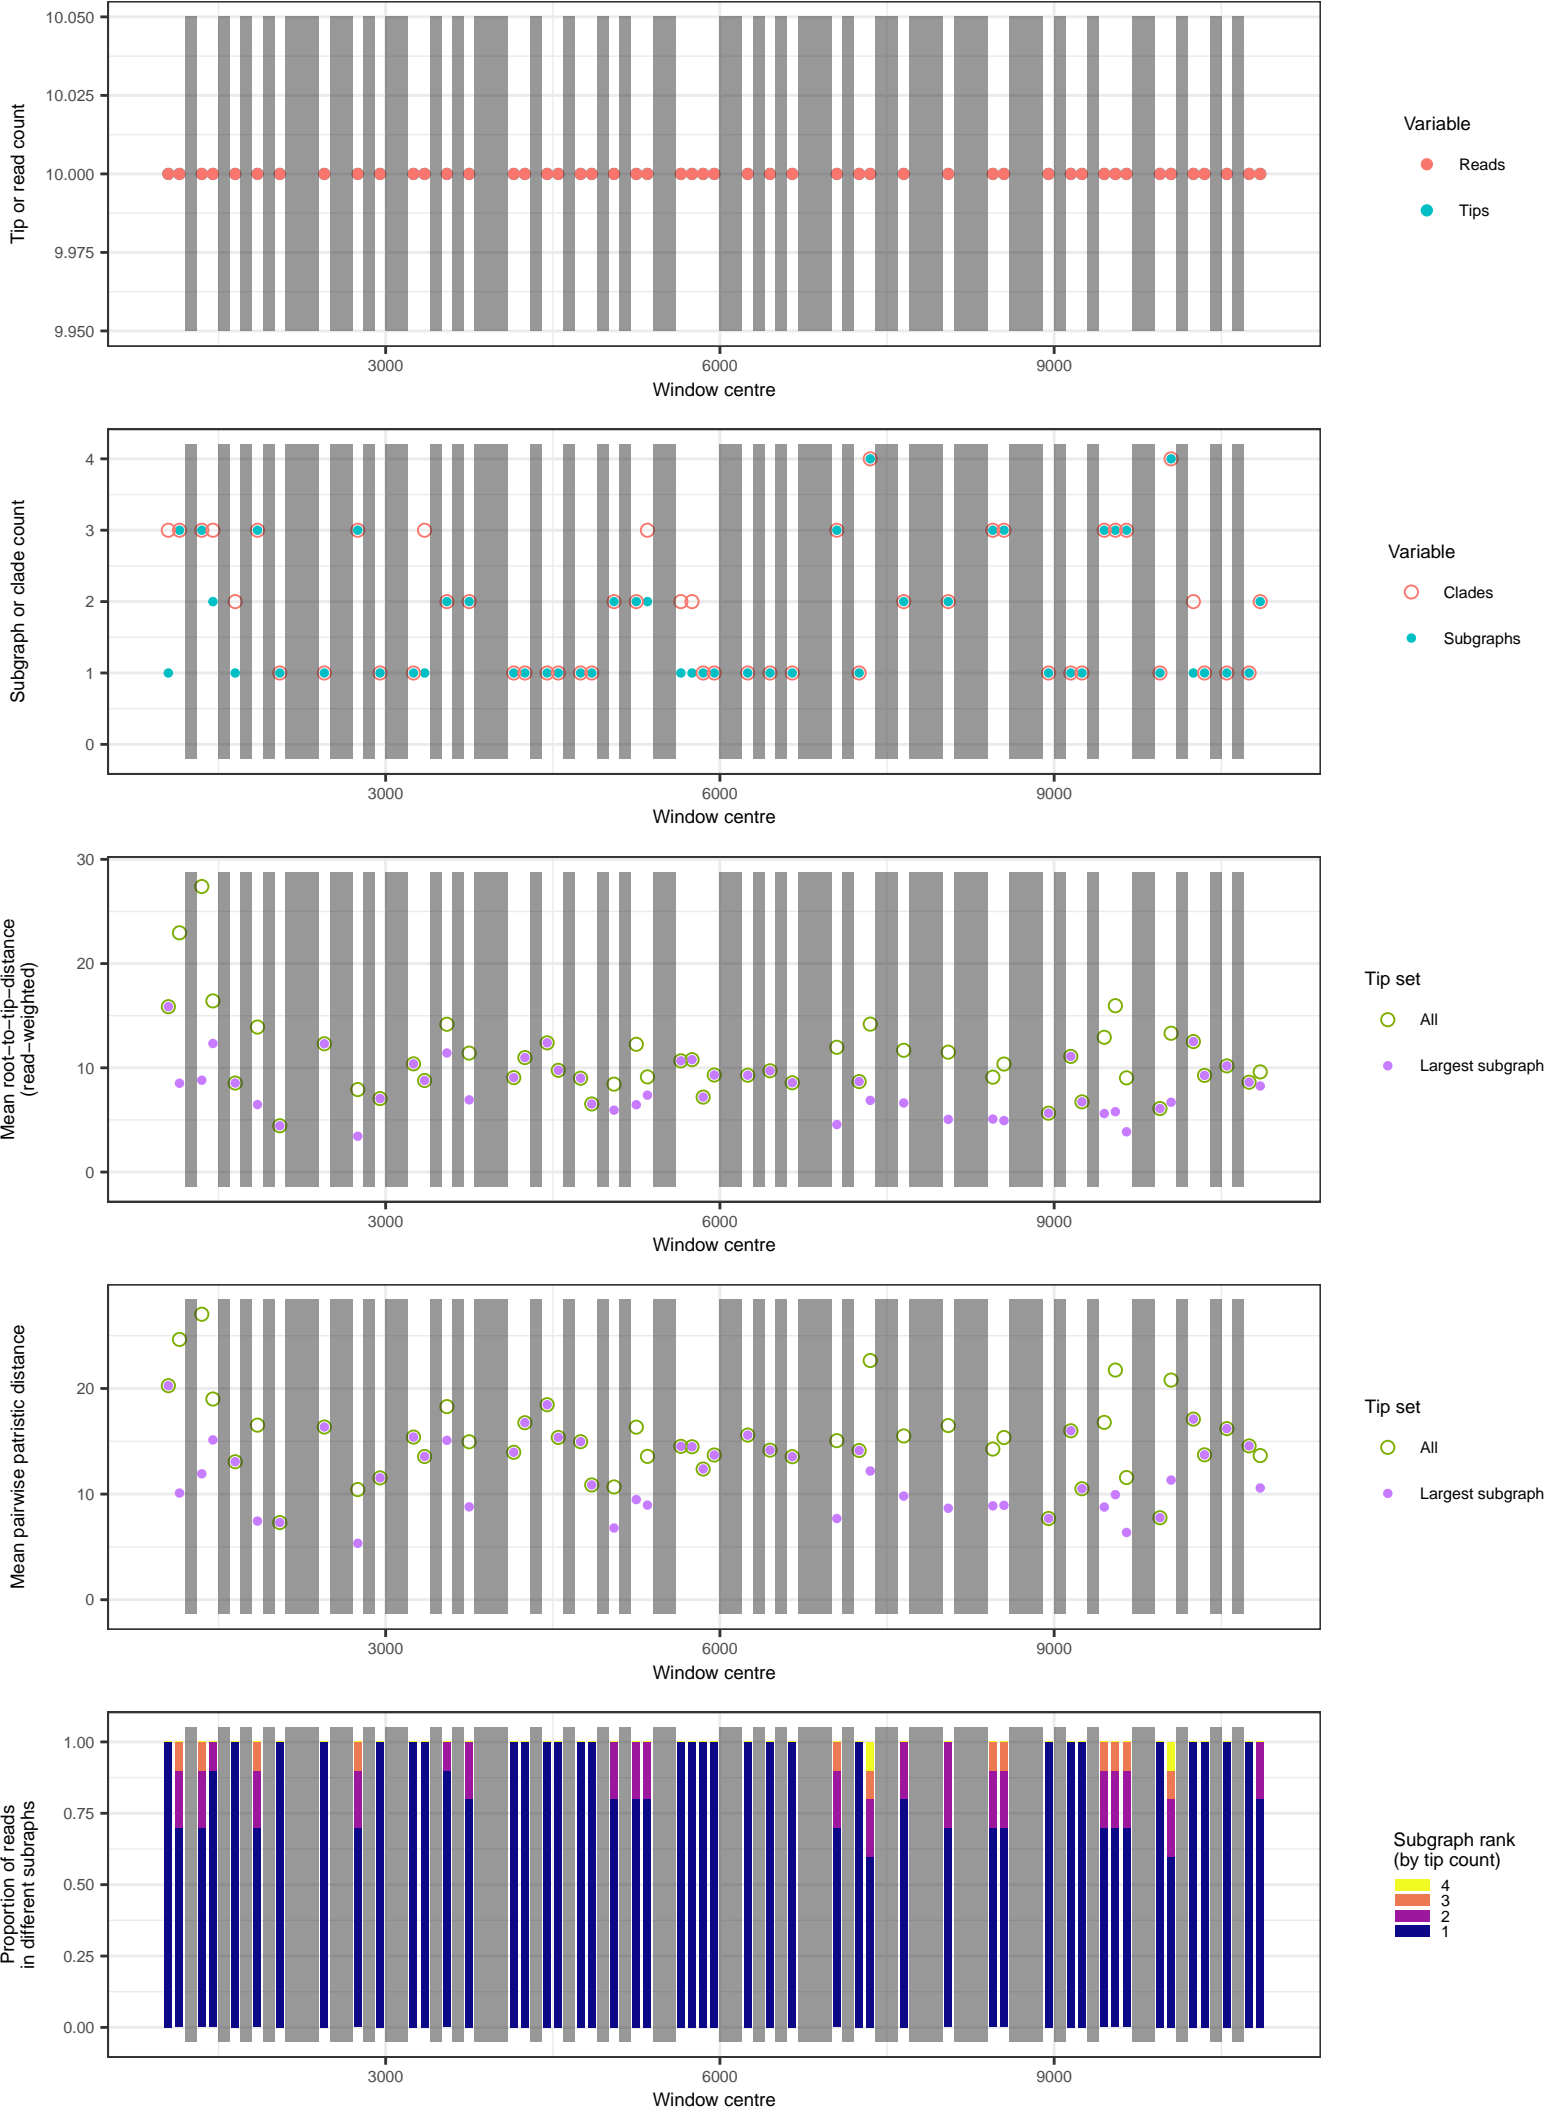 10.050
10.025
10.000
9.975
9.950
Tip or read count
3000
6000
9000
Window centre
Variable
Reads
Tips
4
3
2
1
0
Subgraph or clade count
3000
6000
9000
Window centre
Variable
Clades
Subgraphs
30
20
10
0
Mean root−to−tip−distance
(read−weighted)
3000
6000
9000
Window centre
Tip set
All
Largest subgraph
20
10
0
Mean pairwise patristic distance
3000
6000
9000
Window centre
Tip set
All
Largest subgraph
1.00
0.75
0.50
0.25
0.00
Proportion of reads
in different subraphs
3000
6000
9000
Window centre
Subgraph rank
(by tip count)
4
3
2
1